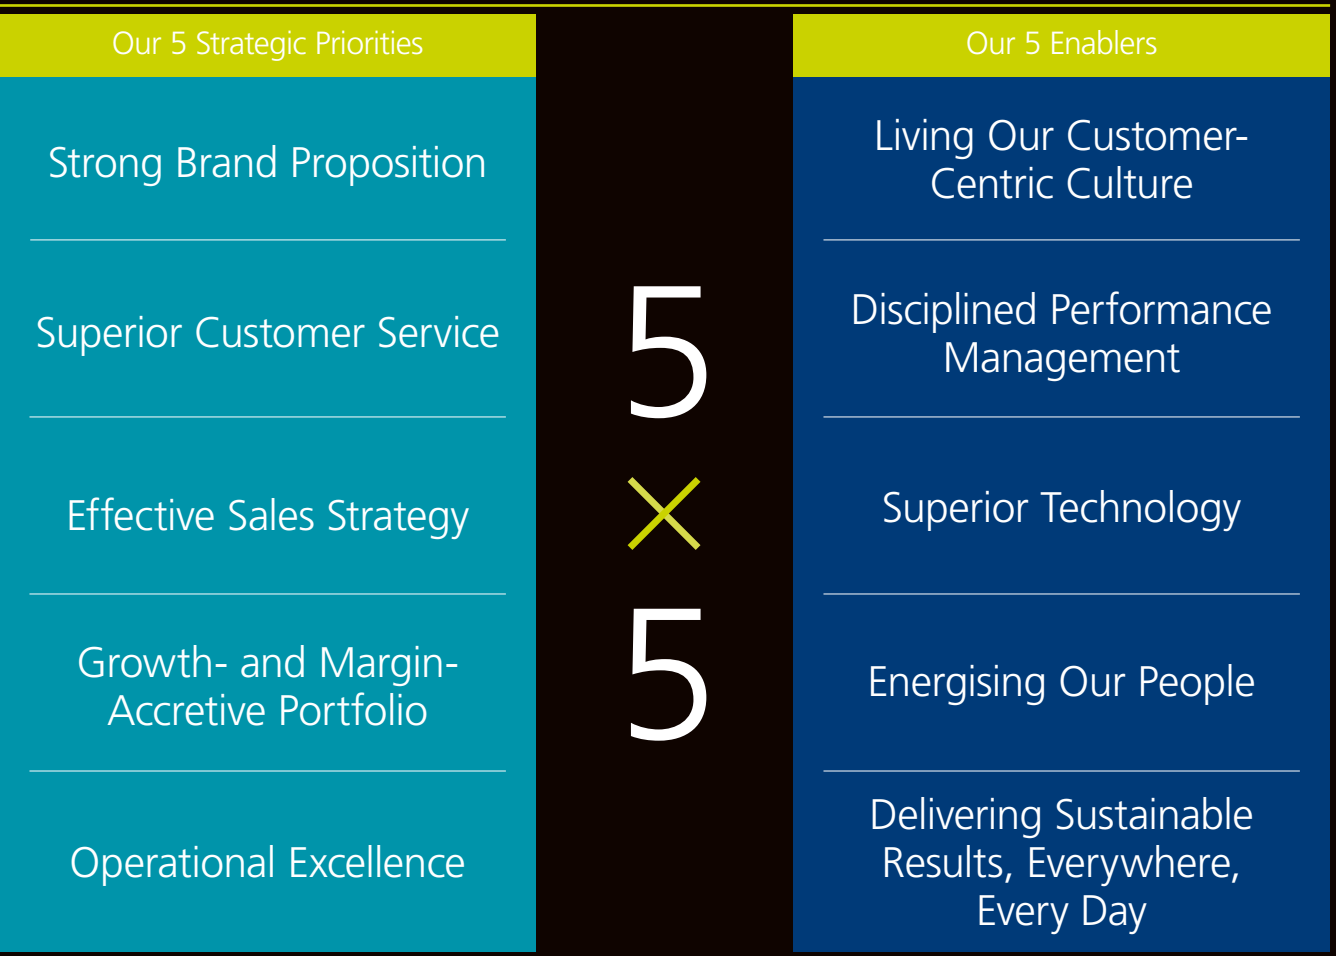 Our 5 Strategic Priorities
Strong Brand Proposition
Superior Customer Service
Effective Sales Strategy
Growth- and Margin-
Accretive Portfolio
Operational Excellence
5
×
5
Our 5 Enablers
Living Our Customer-
Centric Culture
Disciplined Performance
Management
Superior Technology
Energising Our People
Delivering Sustainable
Results, Everywhere,
Every Day